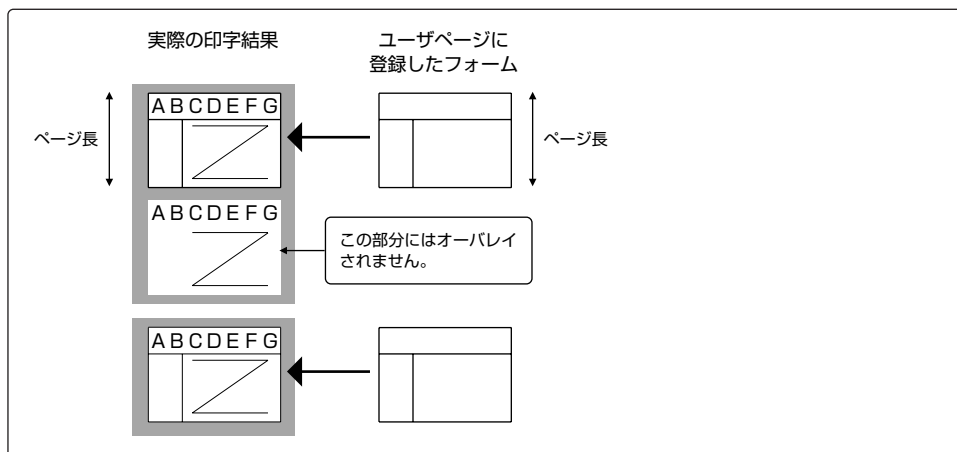 実際の印字結果
ユーザページに
登録したフォーム
ページ長
ABCDEFG
ページ長
ABCDEFG
この部分にはオーバレイ
されません。
ABCDEFG